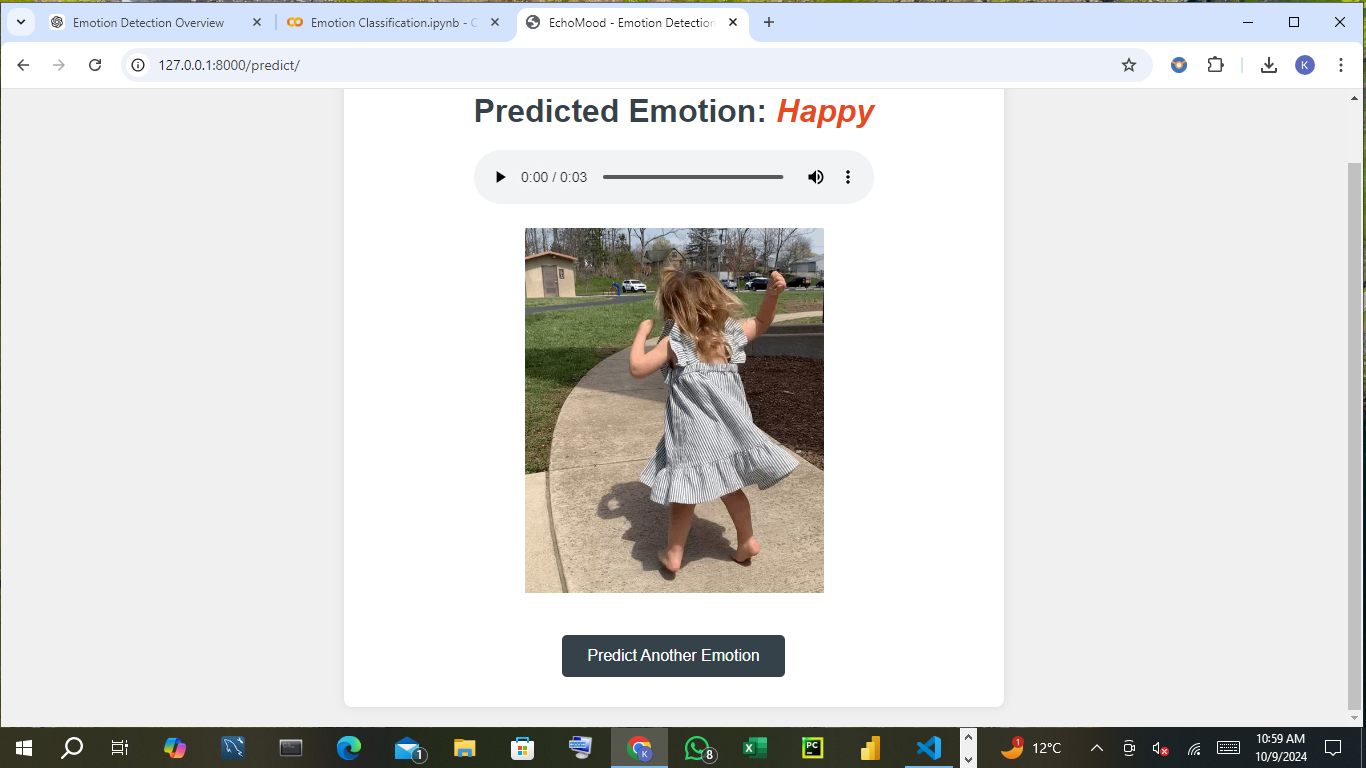 Emotion Detection Overview
Emotion Classification.ipynb - C
EchoMood - Emotion Detection
127.0.0.1:8000/predict/
K
Predicted Emotion: Happy
0:00 / 0:03
Predict Another Emotion
1
K
8
PC
1
12°C
10:59 AM
10/9/2024